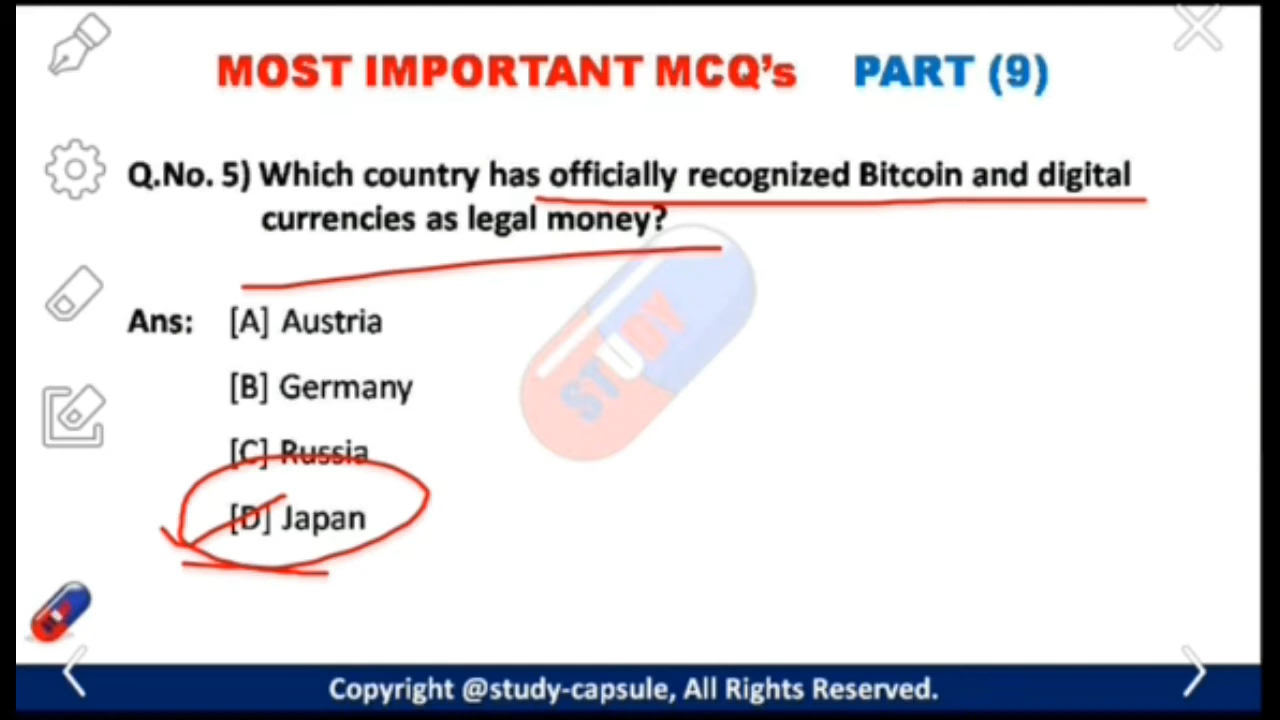 MOST IMPORTANT MCQ's PART (9)
Q.No. 5) Which country has officially recognized Bitcoin and digital
currencies as legal money?
Ans: [A] Austria
[B] Germany
[C] Russia
[D] Japan
STUDY
Copyright @study-capsule, All Rights Reserved.